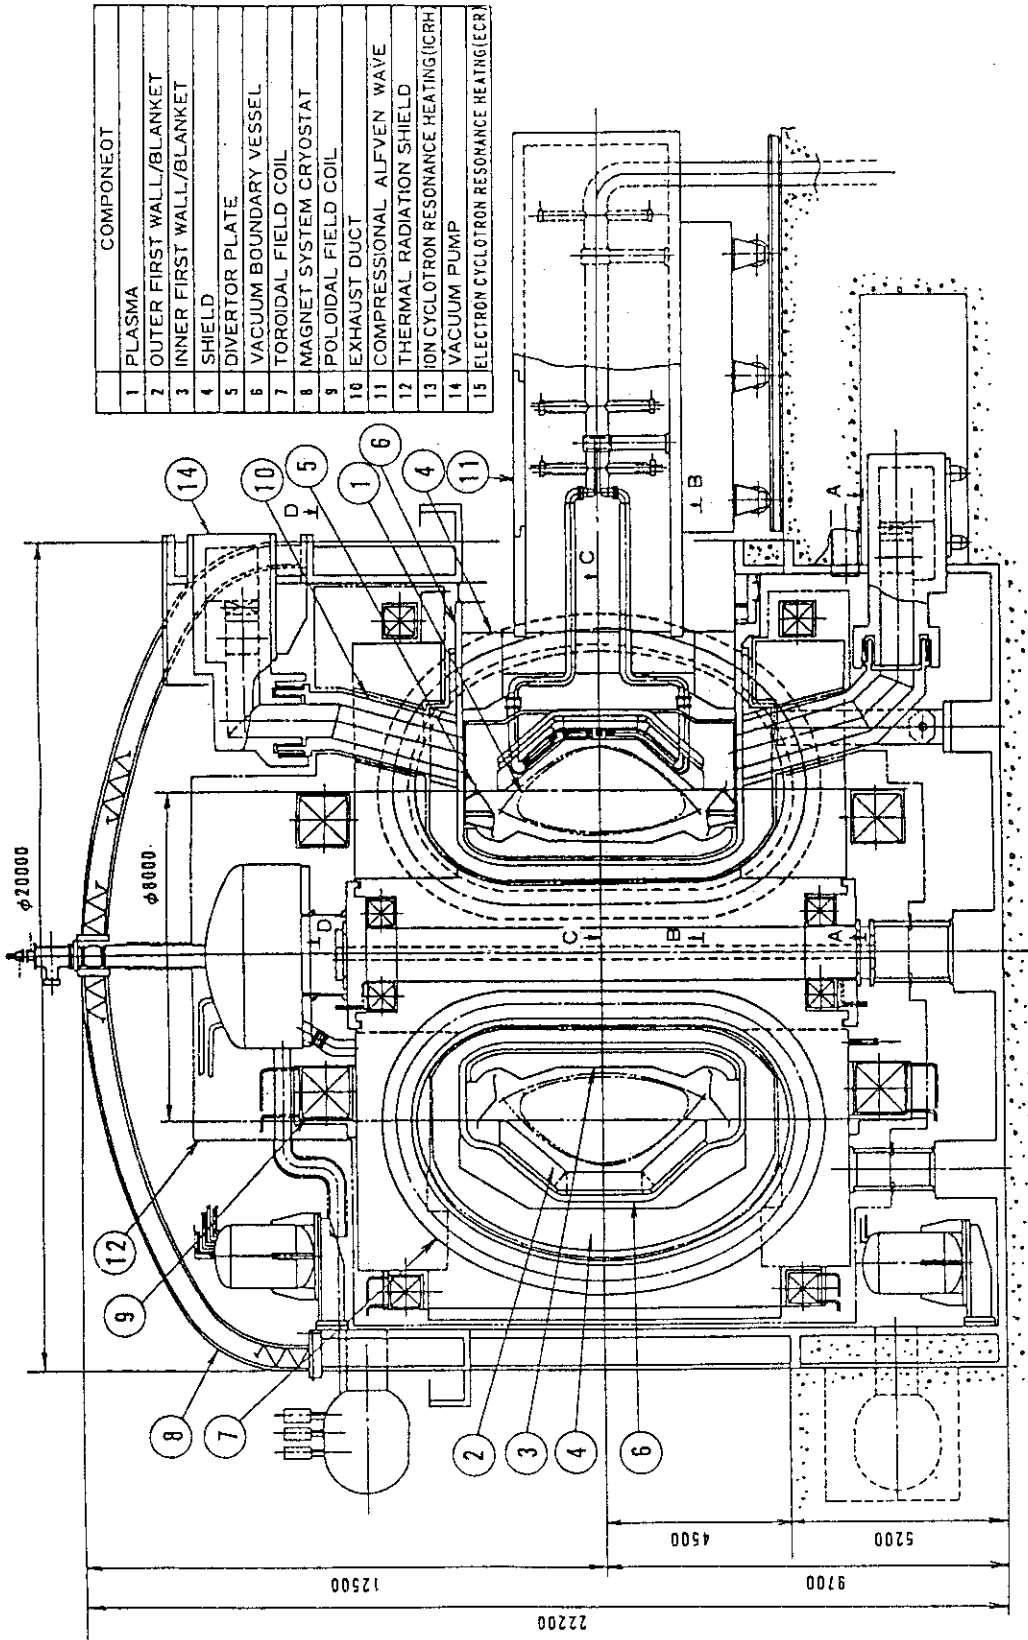 COMPONEOT
1 PLASMA
2 OUTER FIRST WALL/BLANKET
3 INNER FIRST WALL/BLANKET
4 SHIELD
5 DIVERTOR PLATE
6 VACUUM BOUNDARY VESSEL
7 TOROIDAL FIELD COIL
8 MAGNET SYSTEM CRYOSTAT
9 POLOIDAL FIELD COIL
10 EXHAUST DUCT
11 COMPRESSIONAL ALFVEN WAVE
12 THERMAL RADIATION SHIELD
13 ION CYCLOTRON RESONANCE HEATING(ICRH)
14 VACUUM PUMP
15 ELECTRON CYCLOTRON RESONANCE HEATNG(ECR)
14
10
5
1
6
4
11
D
D
C
C
B
B
A
A
ϕ20000
ϕ8000
12
9
8
7
2
3
4
6
12500
22200
9700
4500
5200